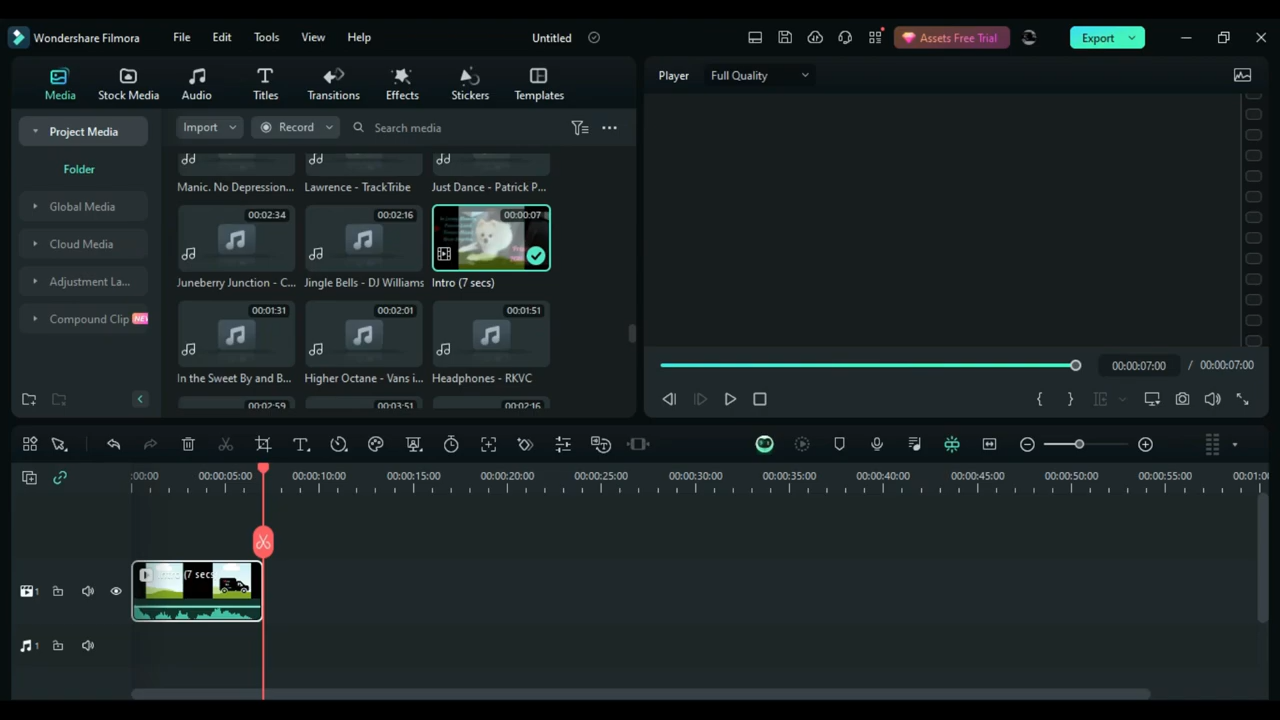 Wondershare Filmora
File Edit Tools View Help
Untitled
Assets Free Trial
Export
Media Stock Media Audio Titles Transitions Effects Stickers Templates
Player Full Quality
Project Media
Folder
Global Media
Cloud Media
Adjustment La...
Compound Clip NEW
Import Record Search media
Manic. No Depression... Lawrence - TrackTribe Just Dance - Patrick P...
00:02:34 00:02:16 00:00:07
Juneberry Junction - C... Jingle Bells - DJ Williams Intro (7 secs)
00:01:31 00:02:01 00:01:51
In the Sweet By and B... Higher Octane - Vans i... Headphones - RKVC
00:02:59 00:03:51 00:02:16
00:00:07:00 / 00:00:07:00
:00:00 00:00:05:00 00:00:10:00 00:00:15:00 00:00:20:00 00:00:25:00 00:00:30:00 00:00:35:00 00:00:40:00 00:00:45:00 00:00:50:00 00:00:55:00 00:01:0
(7 secs
1
1